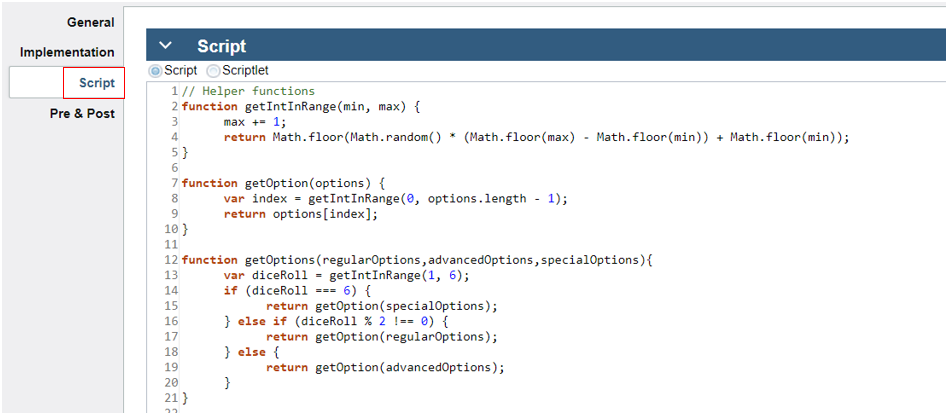 General
Implementation
Script
Pre & Post
Script
Script Scriptlet
1 // Helper functions
2 function getIntInRange(min, max) {
3 max += 1;
4 return Math.floor(Math.random() * (Math.floor(max) - Math.floor(min)) + Math.floor(min));
5 }
6
7 function getOption(options) {
8 var index = getIntInRange(0, options.length - 1);
9 return options[index];
10 }
11
12 function getOptions(regularOptions,advancedOptions,specialOptions){
13 var diceRoll = getIntInRange(1, 6);
14 if (diceRoll === 6) {
15 return getOption(specialOptions);
16 } else if (diceRoll % 2 !== 0) {
17 return getOption(regularOptions);
18 } else {
19 return getOption(advancedOptions);
20 }
21 }
22